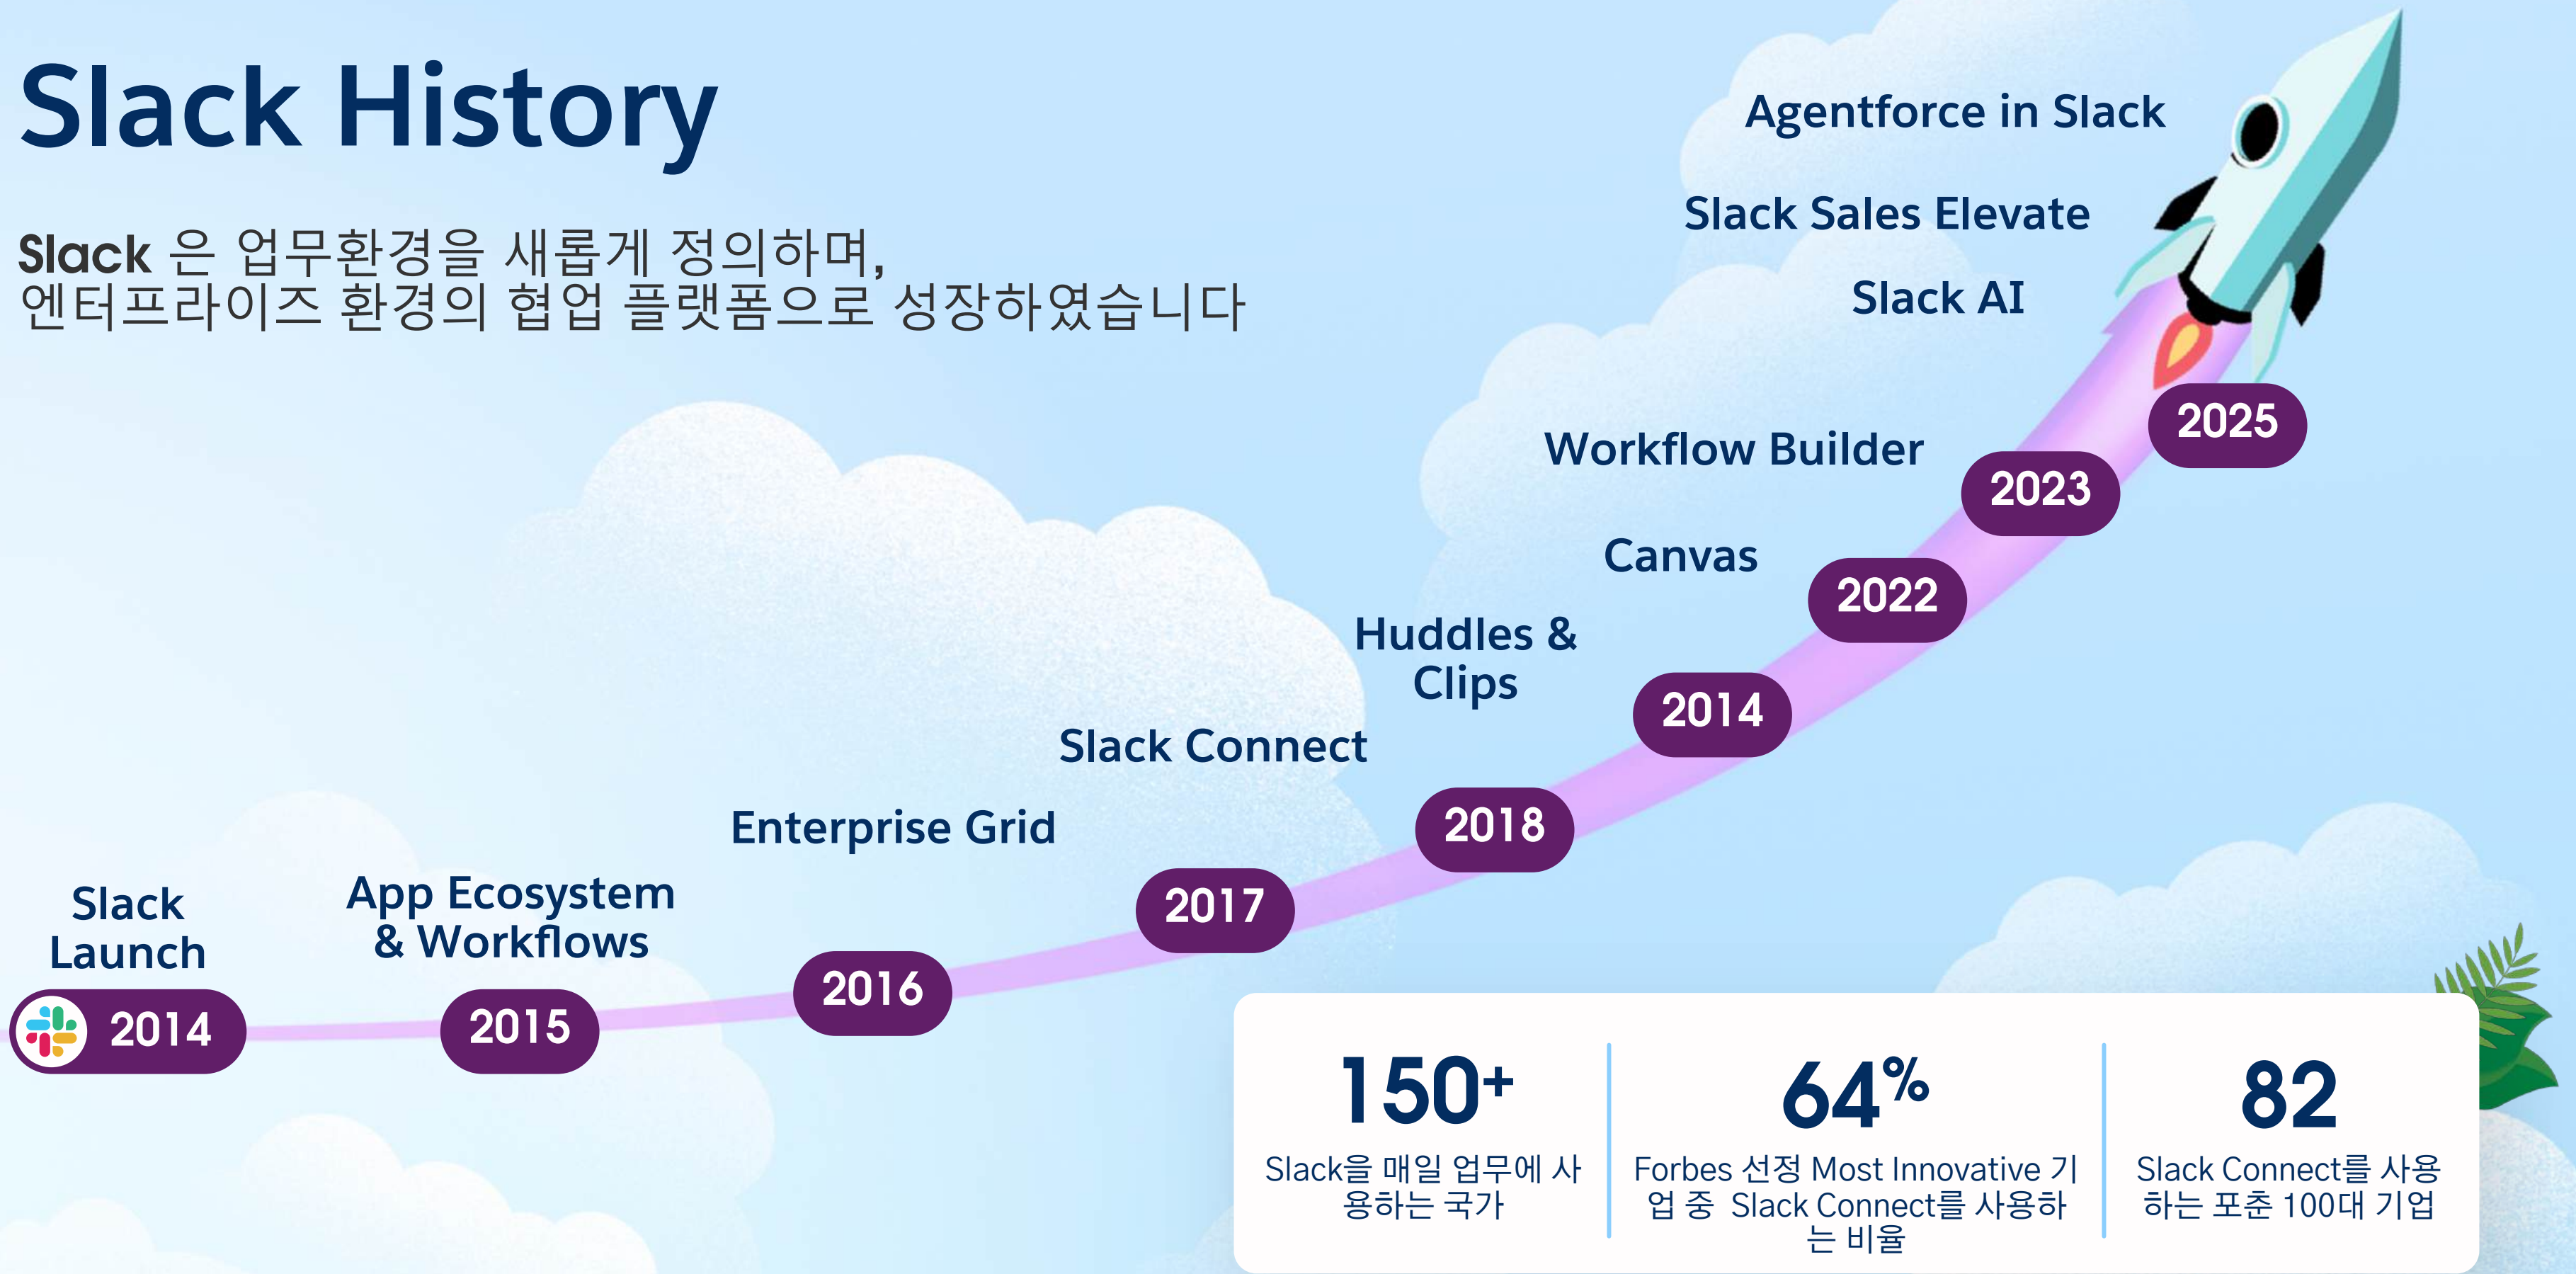 Slack History
Slack 은 업무환경을 새롭게 정의하며,
엔터프라이즈 환경의 협업 플랫폼으로 성장하였습니다
Agentforce in Slack
Slack Sales Elevate
Slack AI
2025
Workflow Builder
2023
Canvas
2022
Huddles &
Clips
2014
Slack Connect
2018
Enterprise Grid
2017
App Ecosystem
& Workflows
2016
Slack
Launch
2014
2015
150+
Slack을 매일 업무에 사
용하는 국가
64%
Forbes 선정 Most Innovative 기
업 중 Slack Connect를 사용하
는 비율
82
Slack Connect를 사용
하는 포춘 100대 기업